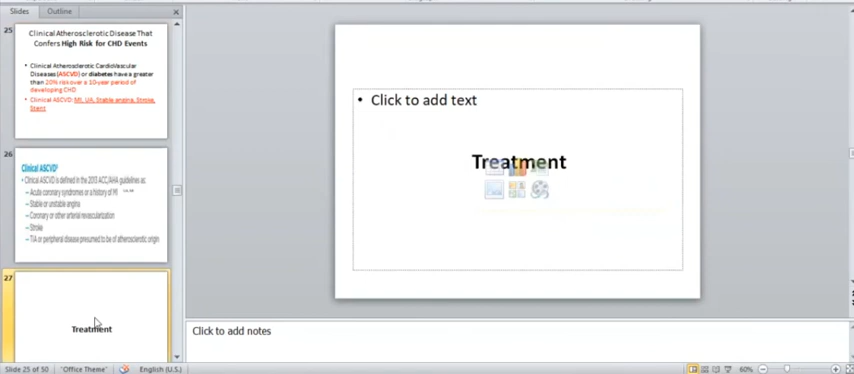 Slides
Outline
25
Clinical Atherosclerotic Disease That
Confers High Risk for CHD Events
• Clinical Atherosclerotic CardioVascular
Diseases (ASCVD) or diabetes have a greater
than 20% risk over a 10-year period of
developing CHD
• Clinical ASCVD: MI, UA, Stable angina, Stroke,
Stent
26
Clinical ASCVD
• Clinical ASCVD is defined in the 2013 ACC/AHA guidelines as:
– Acute coronary syndromes or a history of MI
– Stable or unstable angina
– Coronary or other arterial revascularization
– Stroke
– TIA or peripheral disease presumed to be of atherosclerotic origin
27
Treatment
• Click to add text
Treatment
Click to add notes
Slide 25 of 50
"Office Theme"
English (U.S.)
60%